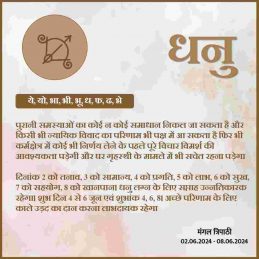 धनु
ये, यो, भा, भी, भू, ध, फ, ढ, भे
पुरानी समस्याओं का कोई न कोई समाधान निकल जा सकता है और
किसी भी न्यायिक विवाद का परिणाम भी पक्ष में आ सकता है फिर भी
कर्मक्षेत्र में कोई भी निर्णय लेने के पहले पूरे विचार विमर्श की
आवश्यकता पड़ेगी और घर गृहस्थी के मामले में भी सचेत रहना पड़ेगा
दिनांक 2 को तनाव, 3 को सामान्य, 4 को प्रगति, 5 को लाभ, 6 को सुख,
7 को सहयोग, 8 को खानपान। धनु लग्न के लिए सप्ताह उन्नतिकारक
रहेगा। शुभ दिन 4 से 6 जून एवं शुभांक 4, 6, 8। अच्छे परिणाम के लिए
काले उड़द का दान करना लाभदायक रहेगा
मंगल त्रिपाठी
02.06.2024 - 08.06.2024